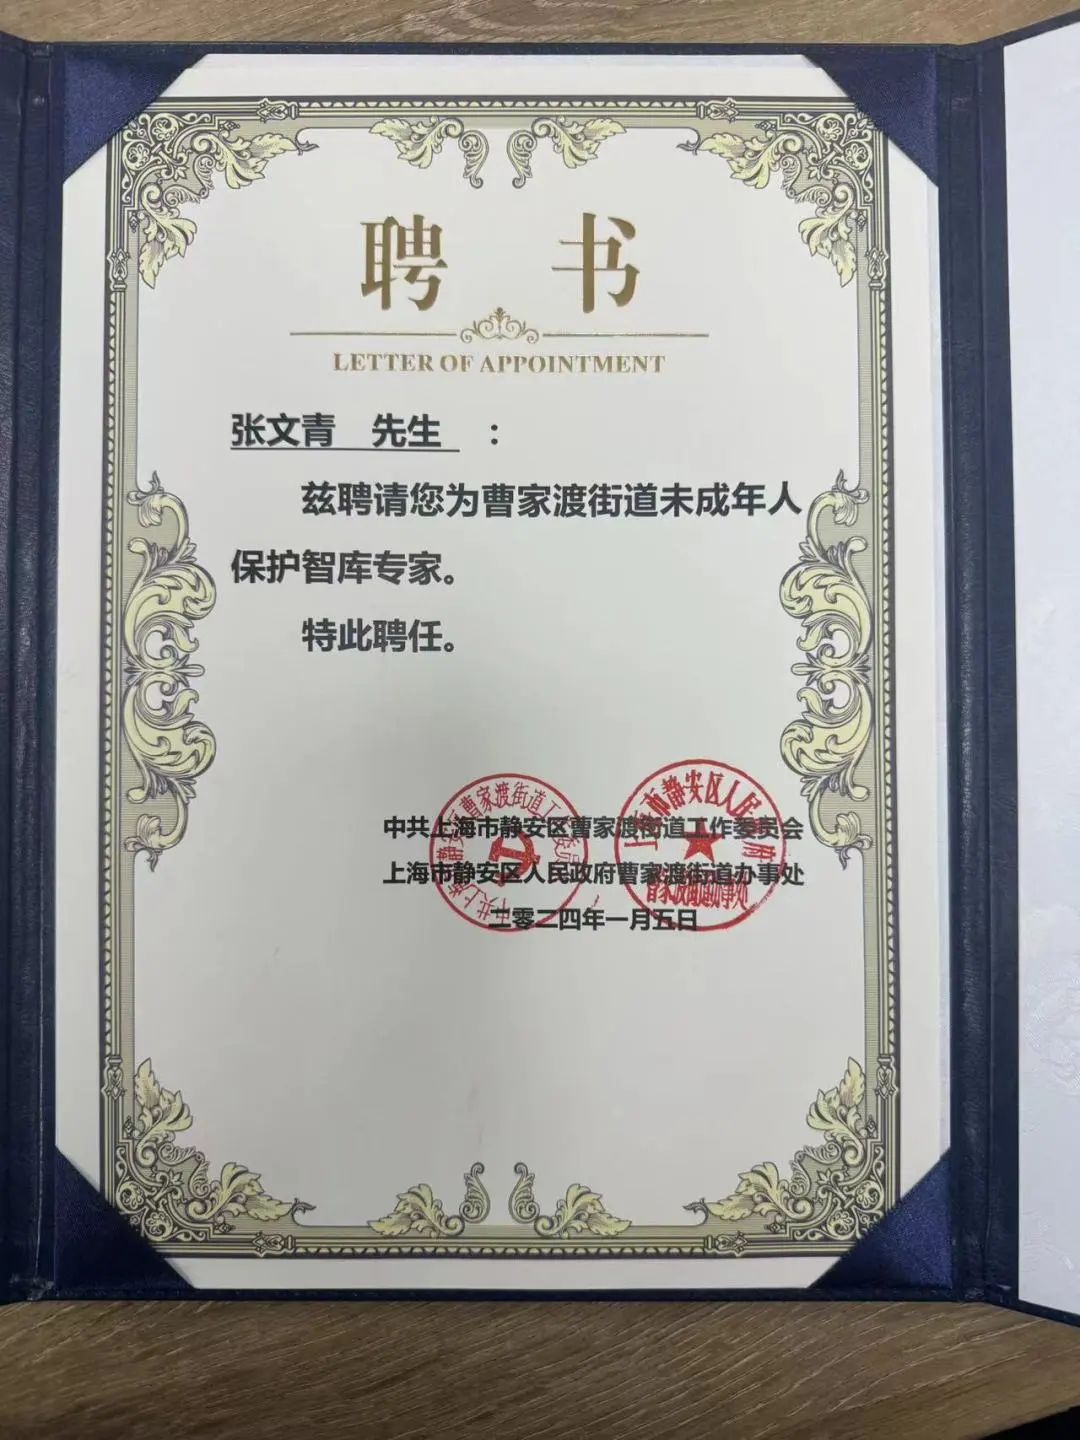 聘 书
LETTER OF APPOINTMENT
张文青 先生 ：
兹聘请您为曹家渡街道未成年人
保护智库专家。
特此聘任。
中共上海市静安区曹家渡街道工作委员会
上海市静安区人民政府曹家渡街道办事处
二零二四年一月五日